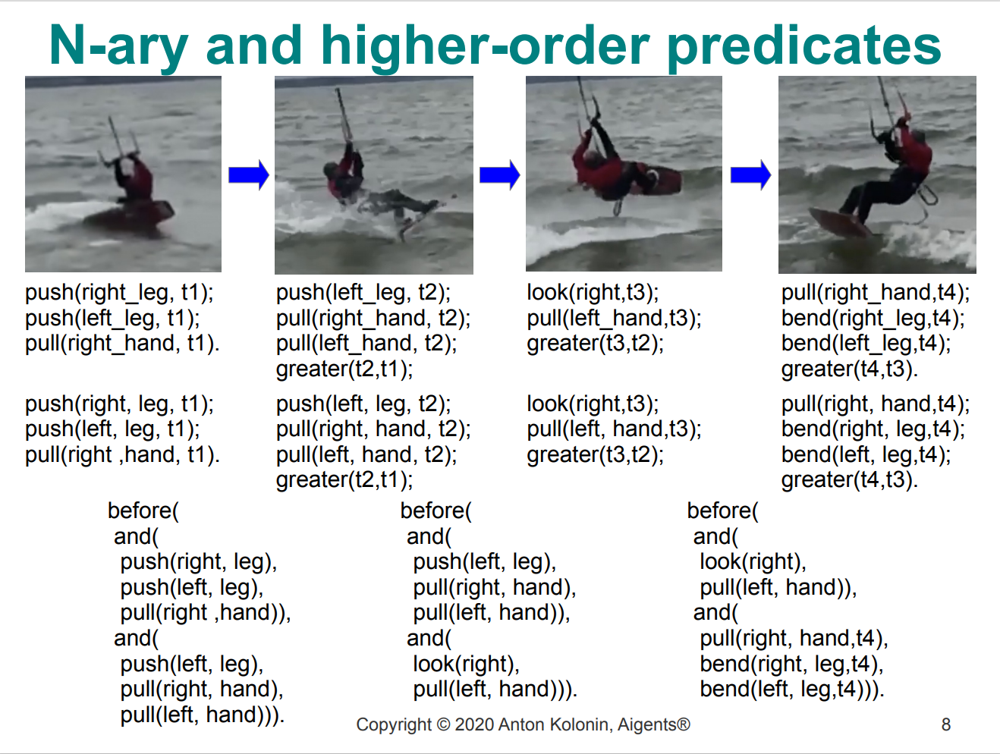 N-ary and higher-order predicates
push(right_leg, t1);
push(left_leg, t1);
pull(right_hand, t1).
push(left_leg, t2);
pull(right_hand, t2);
pull(left_hand, t2);
greater(t2,t1);
look(right,t3);
pull(left_hand,t3);
greater(t3,t2);
pull(right_hand,t4);
bend(right_leg,t4);
bend(left_leg,t4);
greater(t4,t3).
push(right, leg, t1);
push(left, leg, t1);
pull(right ,hand, t1).
push(left, leg, t2);
pull(right, hand, t2);
pull(left, hand, t2);
greater(t2,t1);
look(right,t3);
pull(left, hand,t3);
greater(t3,t2);
pull(right, hand,t4);
bend(right, leg,t4);
bend(left, leg,t4);
greater(t4,t3).
before(
and(
push(right, leg),
push(left, leg),
pull(right ,hand)),
and(
push(left, leg),
pull(right, hand),
pull(left, hand))).
before(
and(
push(left, leg),
pull(right, hand),
pull(left, hand)),
and(
look(right),
pull(left, hand))).
before(
and(
look(right),
pull(left, hand)),
and(
pull(right, hand,t4),
bend(right, leg,t4),
bend(left, leg,t4))).
Copyright © 2020 Anton Kolonin, Aigents®
8